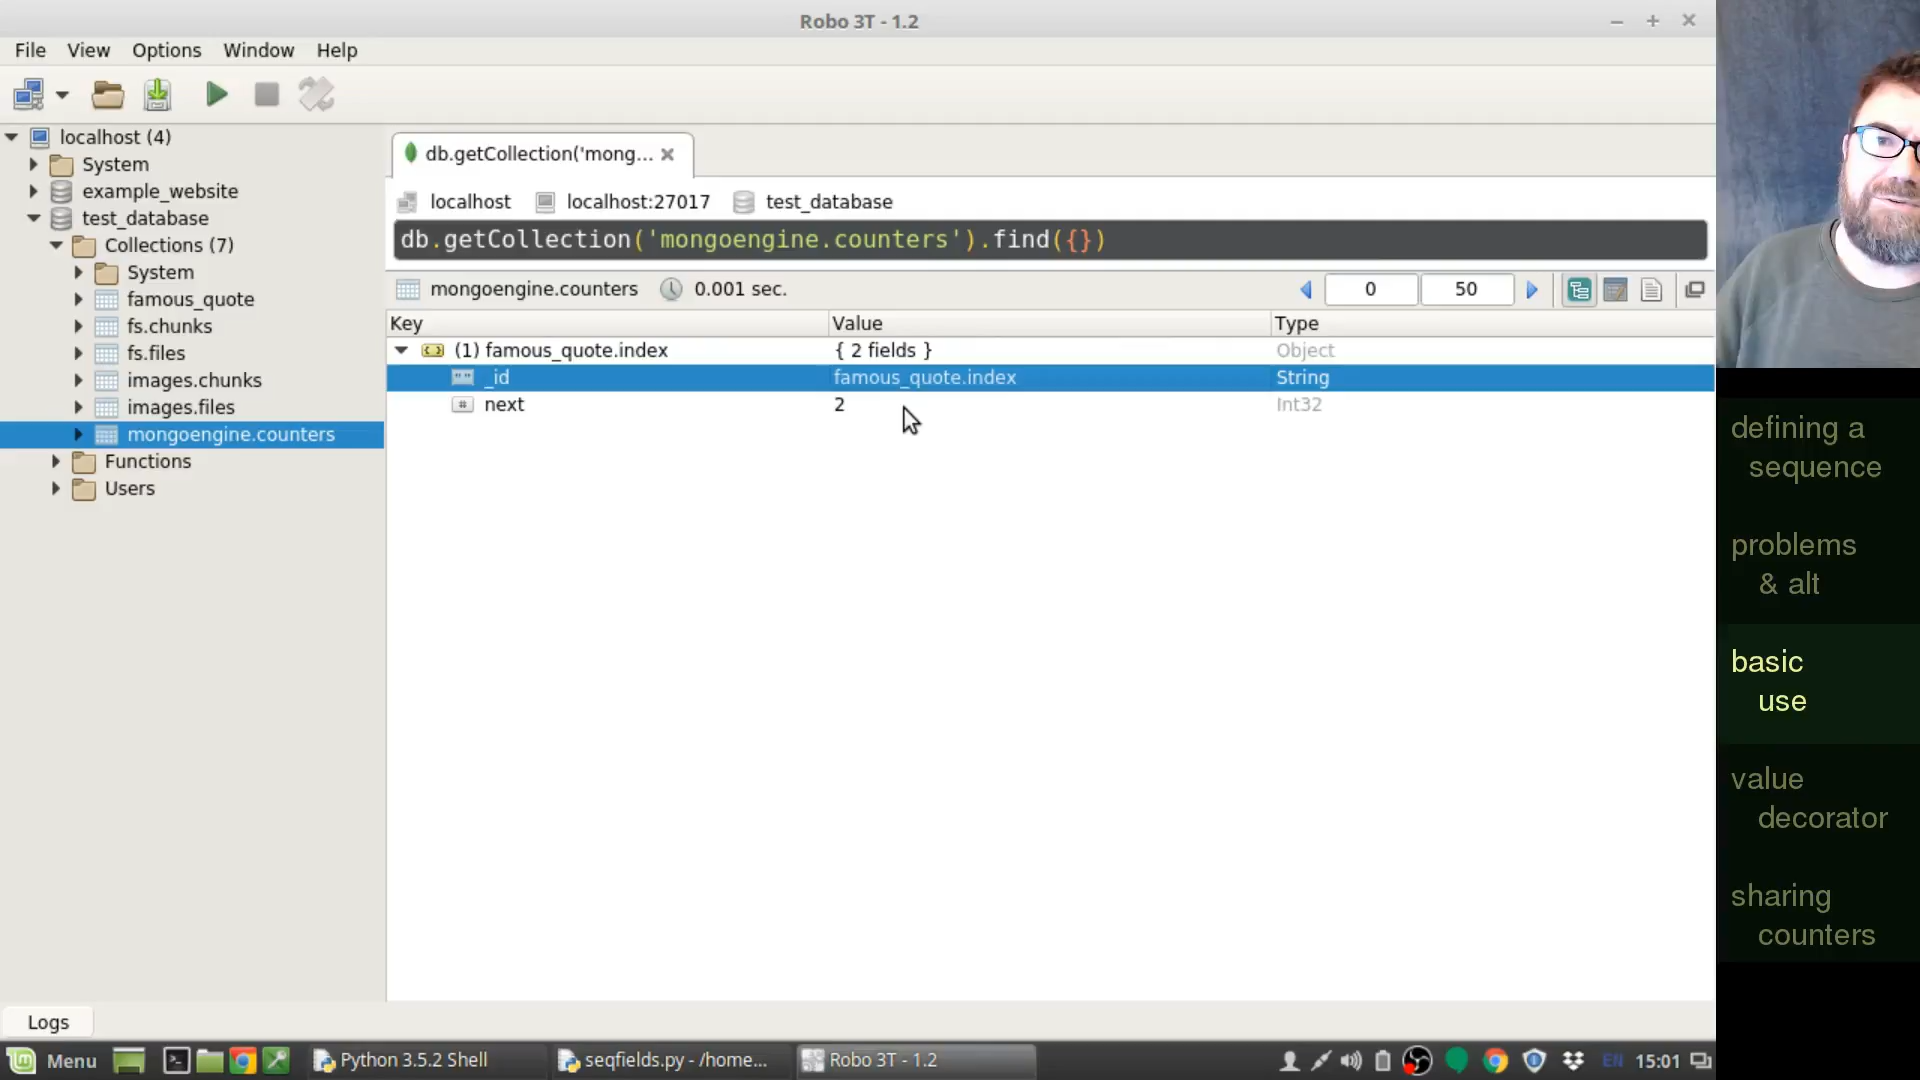 Robo 3T - 1.2
File View Options Window Help
localhost (4)
System
example_website
test_database
Collections (7)
System
famous_quote
fs.chunks
fs.files
images.chunks
images.files
mongoengine.counters
Functions
Users
db.getCollection('mong...
localhost localhost:27017 test_database
db.getCollection('mongoengine.counters').find({})
mongoengine.counters 0.001 sec. 0 50
Key Value Type
(1) famous_quote.index { 2 fields } Object
_id famous_quote.index String
next 2 Int32
defining a
sequence
problems
& alt
basic
use
value
decorator
sharing
counters
Logs
Menu Python 3.5.2 Shell seqfields.py - /home... Robo 3T - 1.2 EN 15:01